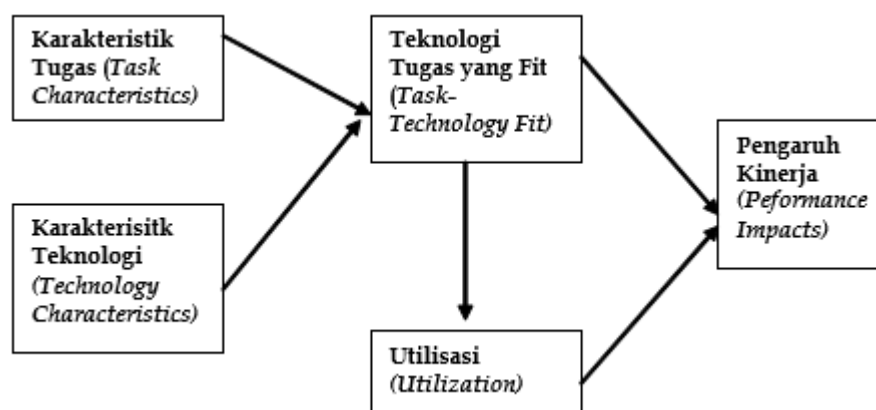 Karakteristik
Tugas (Task
Characteristics)
Teknologi
Tugas yang Fit
(Task-
Technology Fit)
Pengaruh
Kinerja
(Peformance
Impacts)
Karakterisitk
Teknologi
(Technology
Characteristics)
Utilisasi
(Utilization)